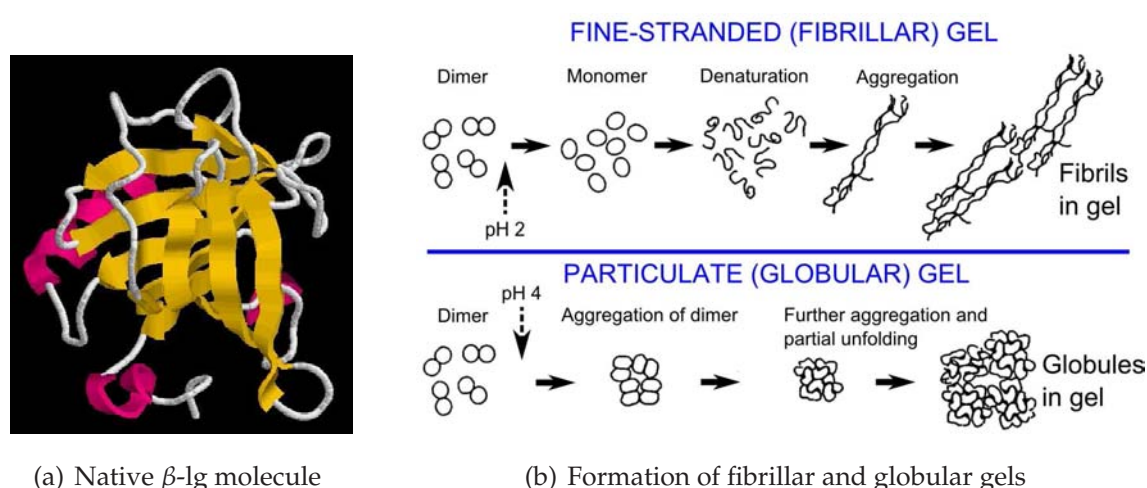 FINE-STRANDED (FIBRILLAR) GEL
Dimer
Monomer
Denaturation
Aggregation
pH 2
Fibrils
in gel
PARTICULATE (GLOBULAR) GEL
pH 4
Dimer
Aggregation of dimer
Further aggregation and
partial unfolding
Globules
in gel
(a) Native β-lg molecule
(b) Formation of fibrillar and globular gels